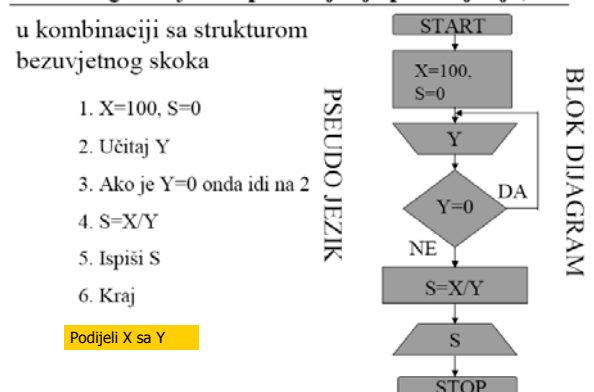 u kombinaciji sa strukturom
bezuvjetnog skoka
1. X=100, S=0
2. Učitaj Y
3. Ako je Y=0 onda idi na 2
4. S=X/Y
5. Ispiši S
6. Kraj
Podijeli X sa Y
PSEUDO JEZIK
START
X=100,
S=0
Y
Y=0
DA
NE
S=X/Y
S
STOP
BLOK DIJAGRAM